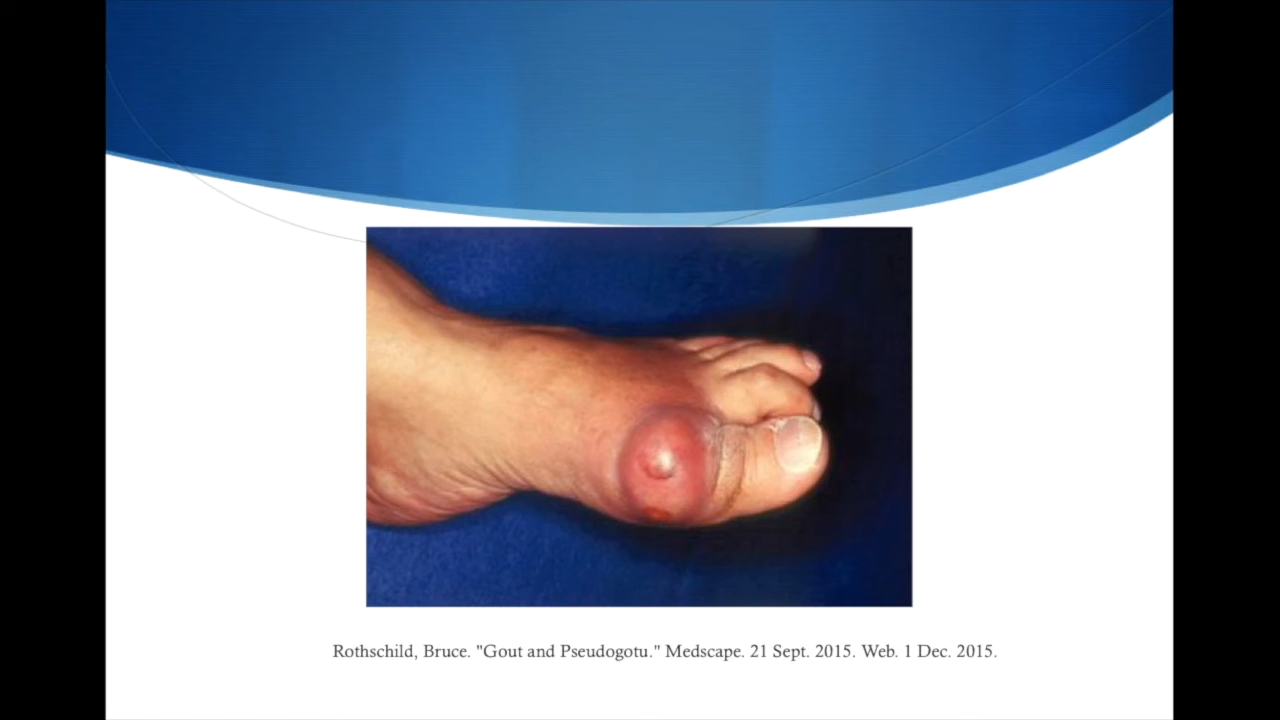 Rothschild, Bruce. "Gout and Pseudogotu." Medscape. 21 Sept. 2015. Web. 1 Dec. 2015.